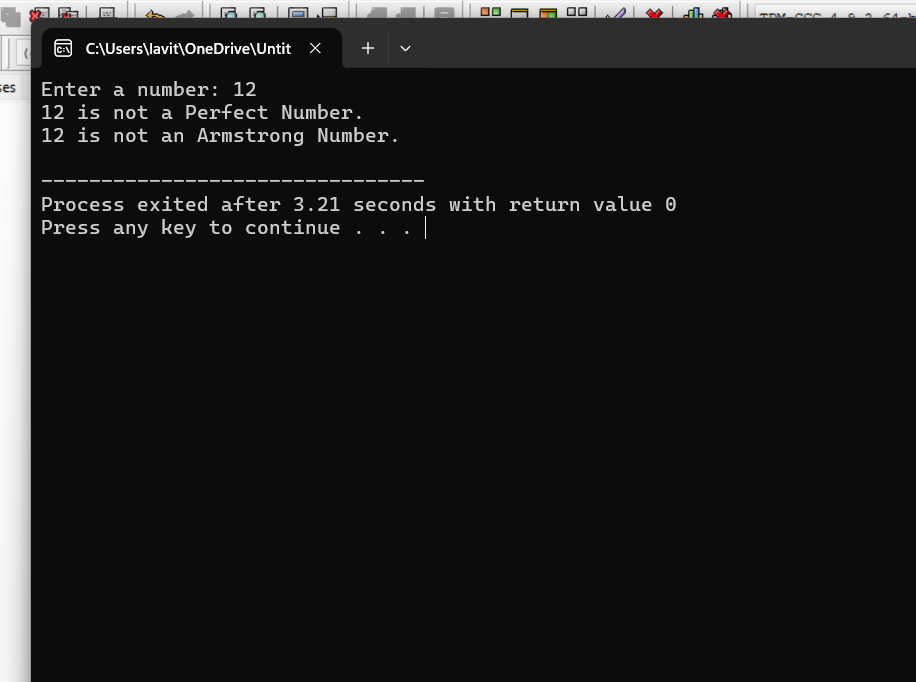 C:\Users\lavit\OneDrive\Untit
ses
Enter a number: 12
12 is not a Perfect Number.
12 is not an Armstrong Number.
--------------------------------
Process exited after 3.21 seconds with return value 0
Press any key to continue . . .